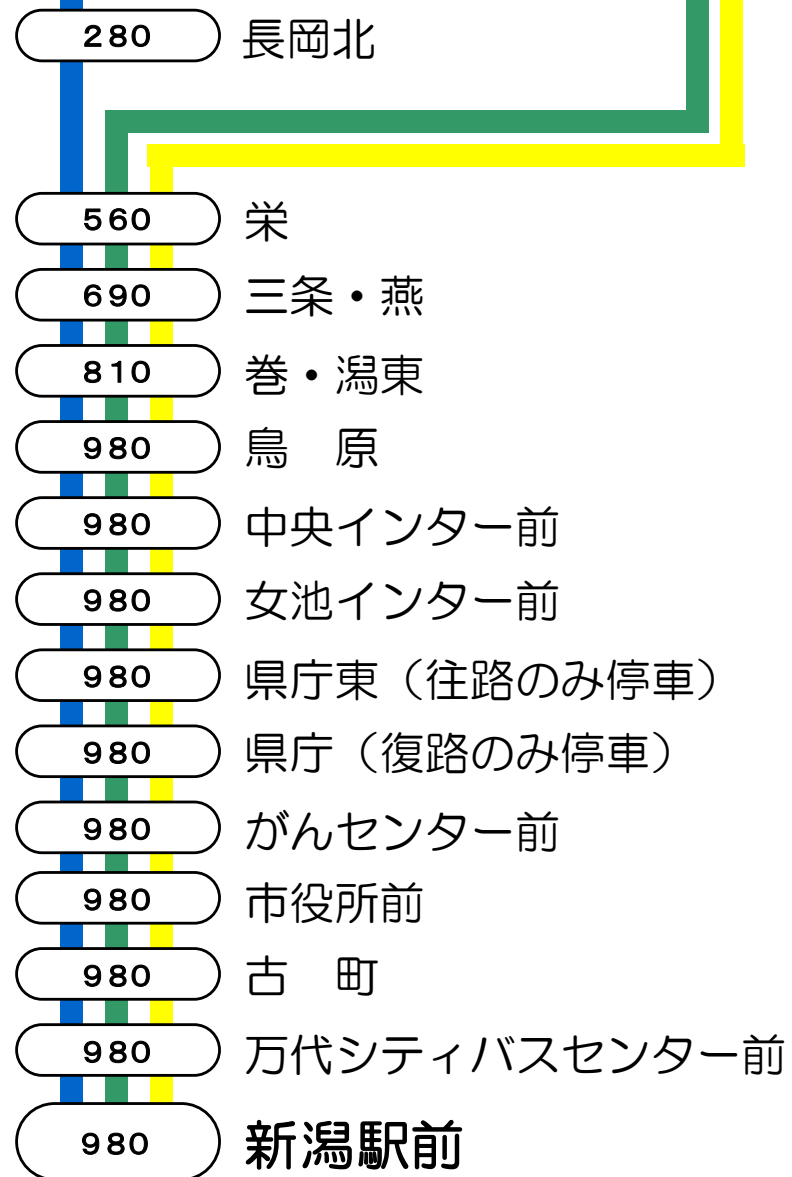 280 長岡北
560 栄
690 三条・燕
810 巻・潟東
980 鳥　原
980 中央インター前
980 女池インター前
980 県庁東（往路のみ停車）
980 県庁（復路のみ停車）
980 がんセンター前
980 市役所前
980 古　町
980 万代シティバスセンター前
980 新潟駅前